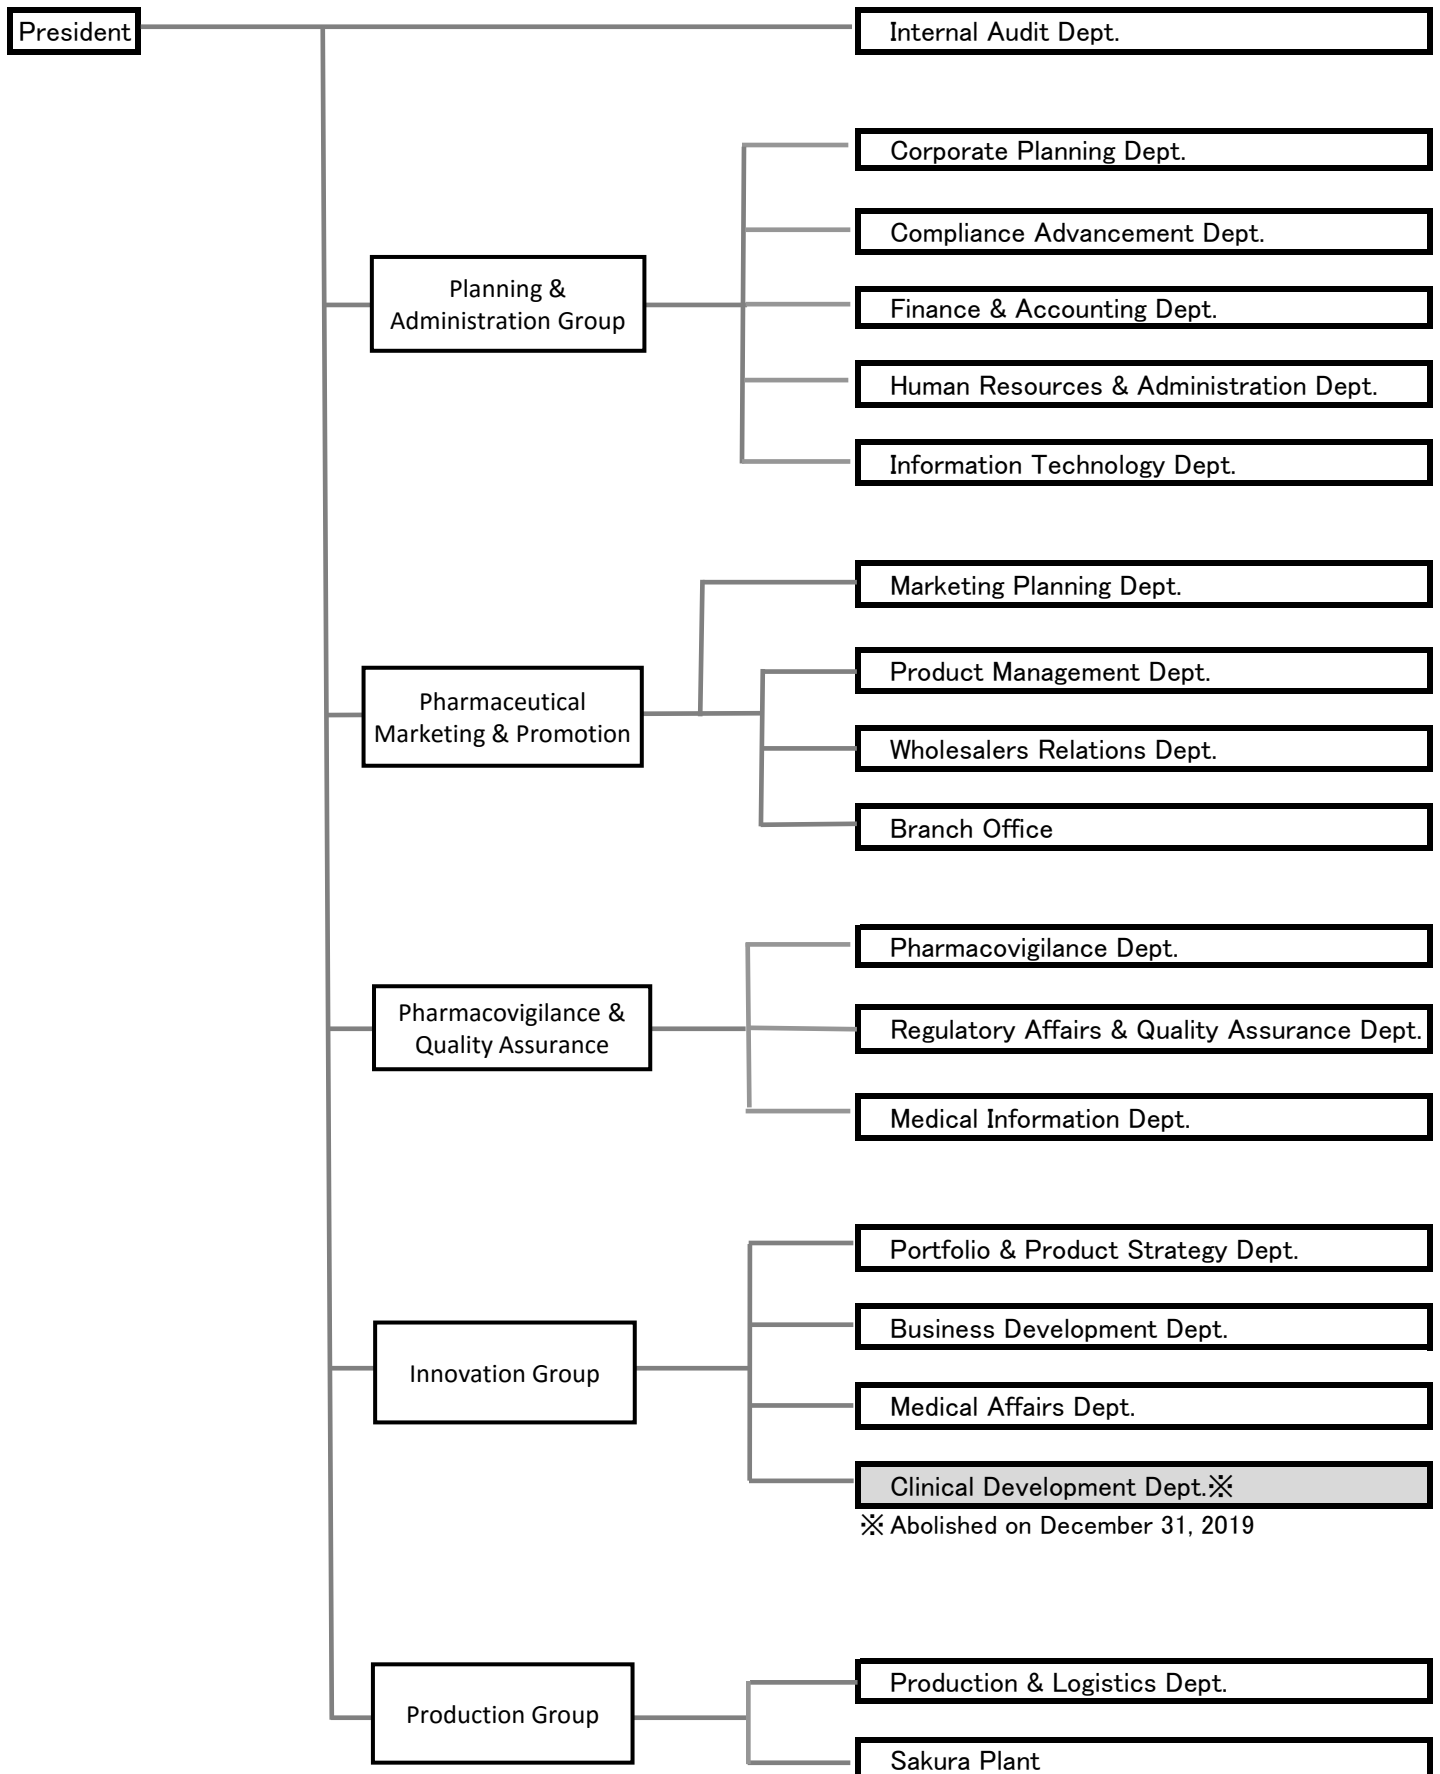 President
Internal Audit Dept.
Corporate Planning Dept.
Compliance Advancement Dept.
Planning &
Administration Group
Finance & Accounting Dept.
Human Resources & Administration Dept.
Information Technology Dept.
Marketing Planning Dept.
Product Management Dept.
Pharmaceutical
Marketing & Promotion
Wholesalers Relations Dept.
Branch Office
Pharmacovigilance Dept.
Pharmacovigilance &
Quality Assurance
Regulatory Affairs & Quality Assurance Dept.
Medical Information Dept.
Portfolio & Product Strategy Dept.
Business Development Dept.
Innovation Group
Medical Affairs Dept.
Clinical Development Dept.※
※ Abolished on December 31, 2019
Production & Logistics Dept.
Production Group
Sakura Plant